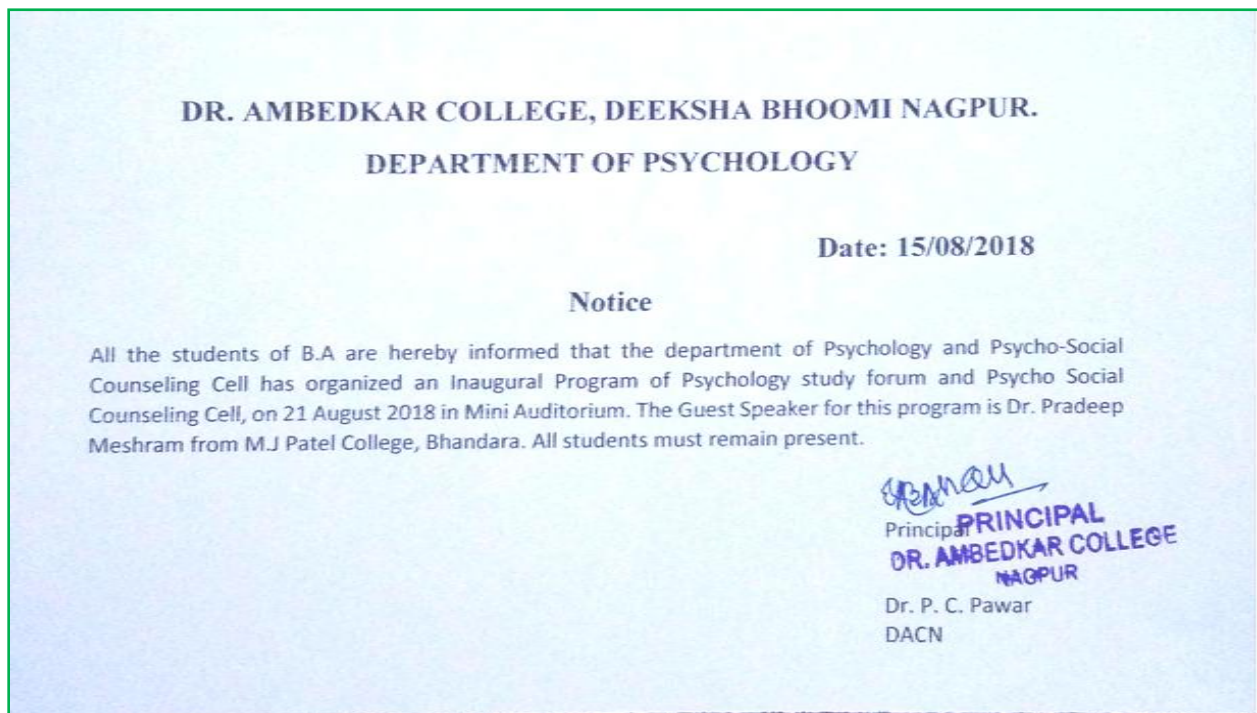 DR. AMBEDKAR COLLEGE, DEEKSHA BHOOMI NAGPUR.
DEPARTMENT OF PSYCHOLOGY
Date: 15/08/2018
Notice
All the students of B.A are hereby informed that the department of Psychology and Psycho-Social
Counseling Cell has organized an Inaugural Program of Psychology study forum and Psycho Social
Counseling Cell, on 21 August 2018 in Mini Auditorium. The Guest Speaker for this program is Dr. Pradeep
Meshram from M.J Patel College, Bhandara. All students must remain present.
Principal
PRINCIPAL
DR. AMBEDKAR COLLEGE
NAGPUR
Dr. P. C. Pawar
DACN